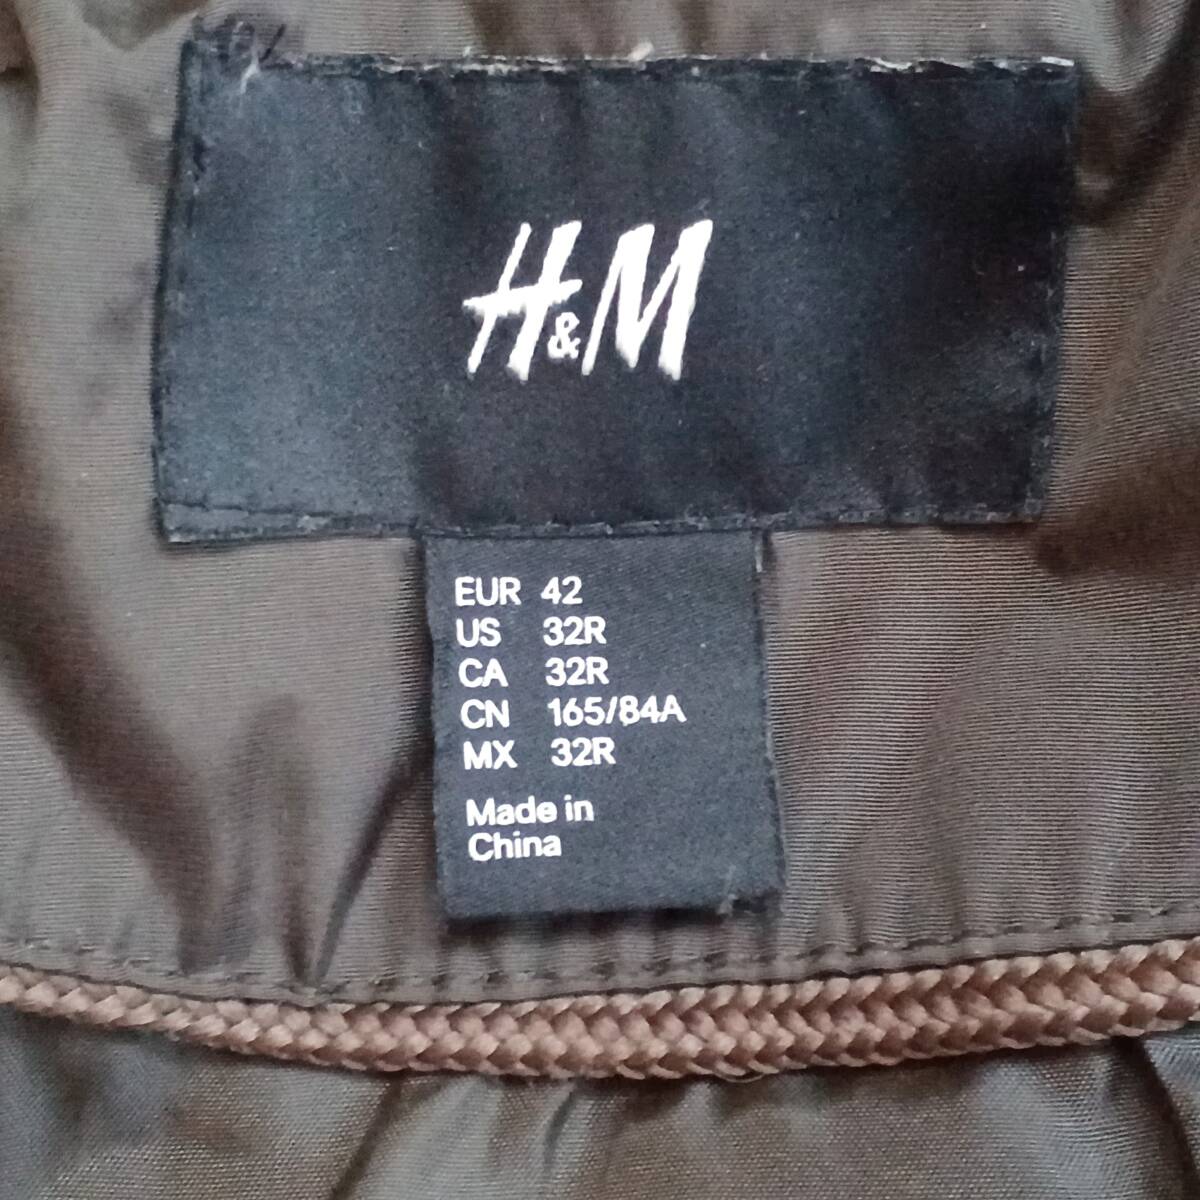 H&M
EUR 42
US 32R
CA 32R
CN 165/84A
MX 32R
Made in
China